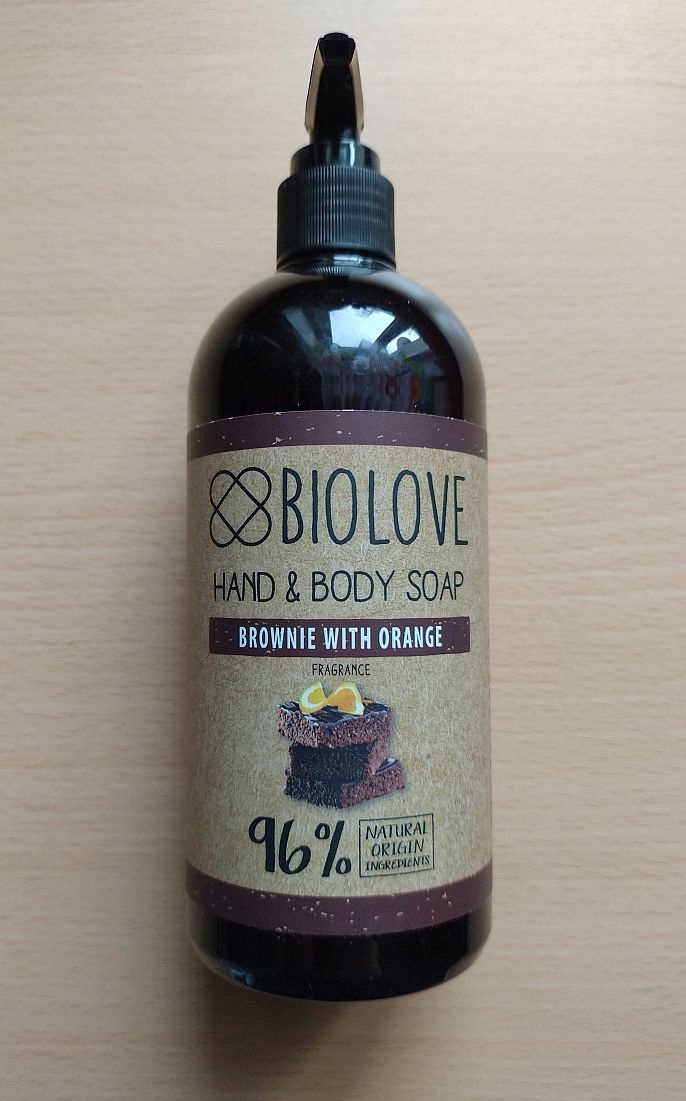 BIOLOVE
HAND & BODY SOAP
BROWNIE WITH ORANGE
FRAGRANCE
96%
NATURAL
ORIGIN
INGREDIENTS